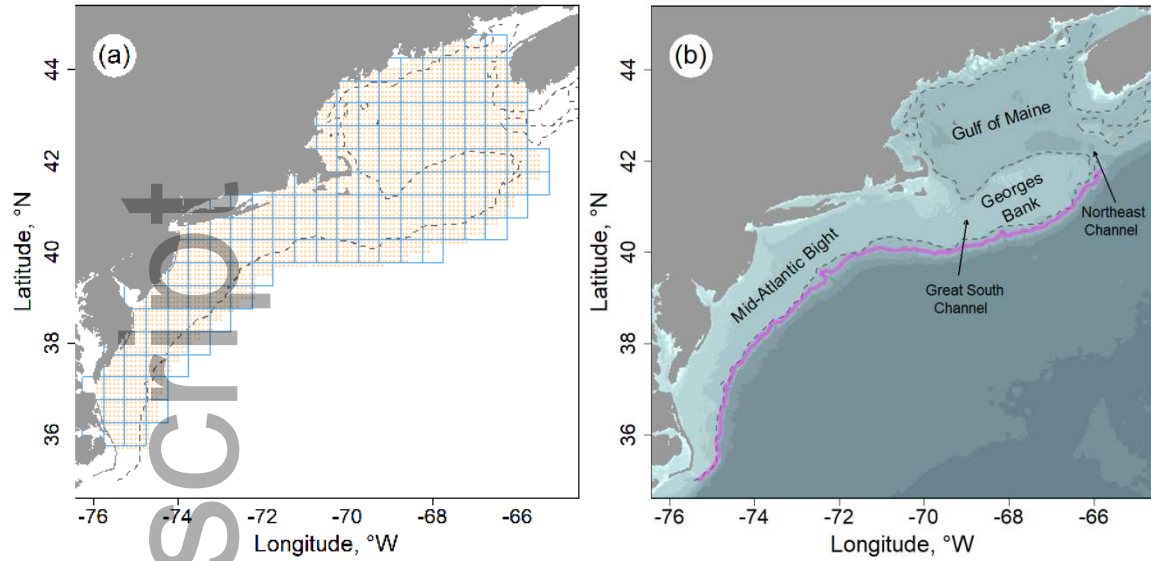 (a)
44
42
40
38
36
Latitude, °N
-76
-74
-72
-70
-68
-66
Longitude, °W
script
(b)
44
42
40
38
36
Latitude, °N
Gulf of Maine
Georges
Bank
Northeast
Channel
Mid-Atlantic Bight
Great South
Channel
-76
-74
-72
-70
-68
-66
Longitude, °W